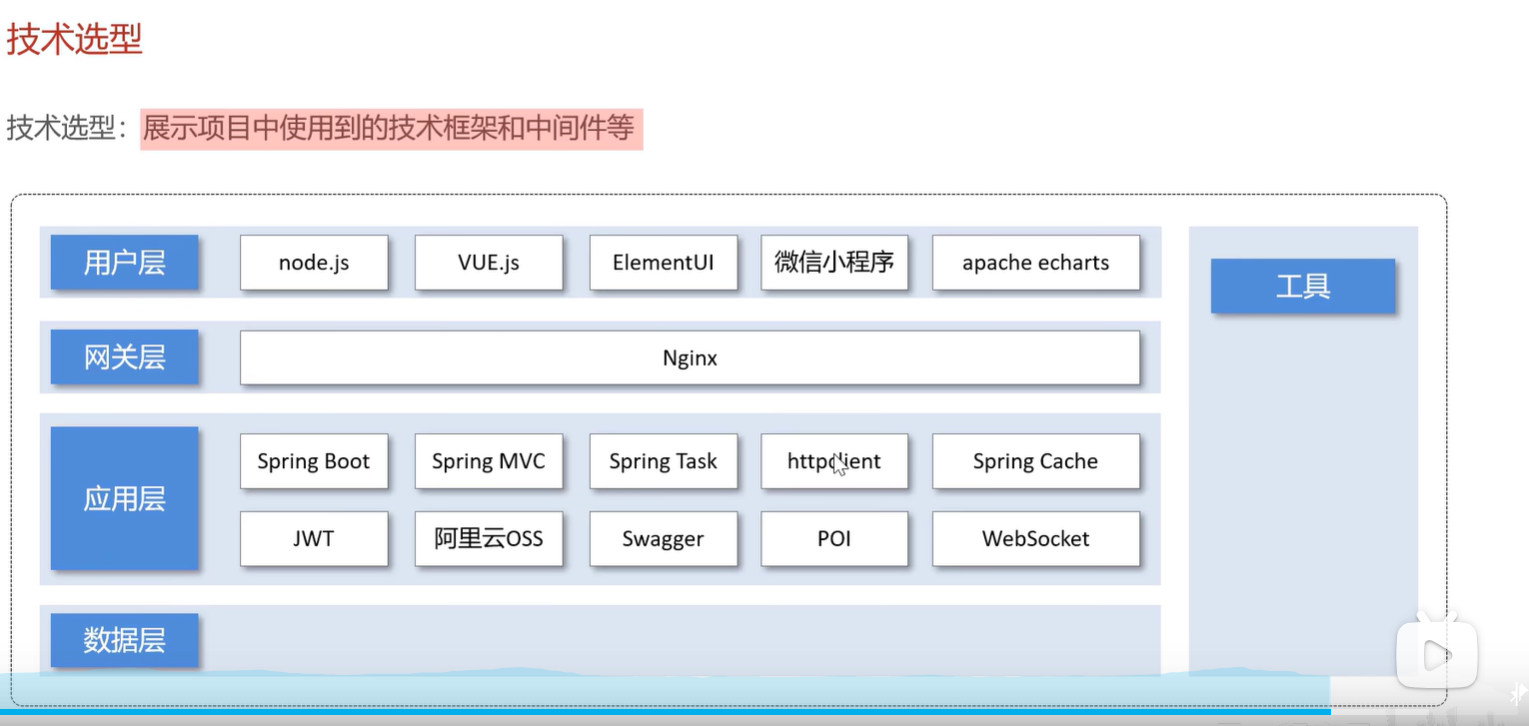 技术选型
技术选型：展示项目中使用到的技术框架和中间件等
用户层 node.js VUE.js ElementUI 微信小程序 apache echarts
工具
网关层 Nginx
Spring Boot Spring MVC Spring Task httpclient Spring Cache
应用层
JWT 阿里云OSS Swagger POI WebSocket
数据层